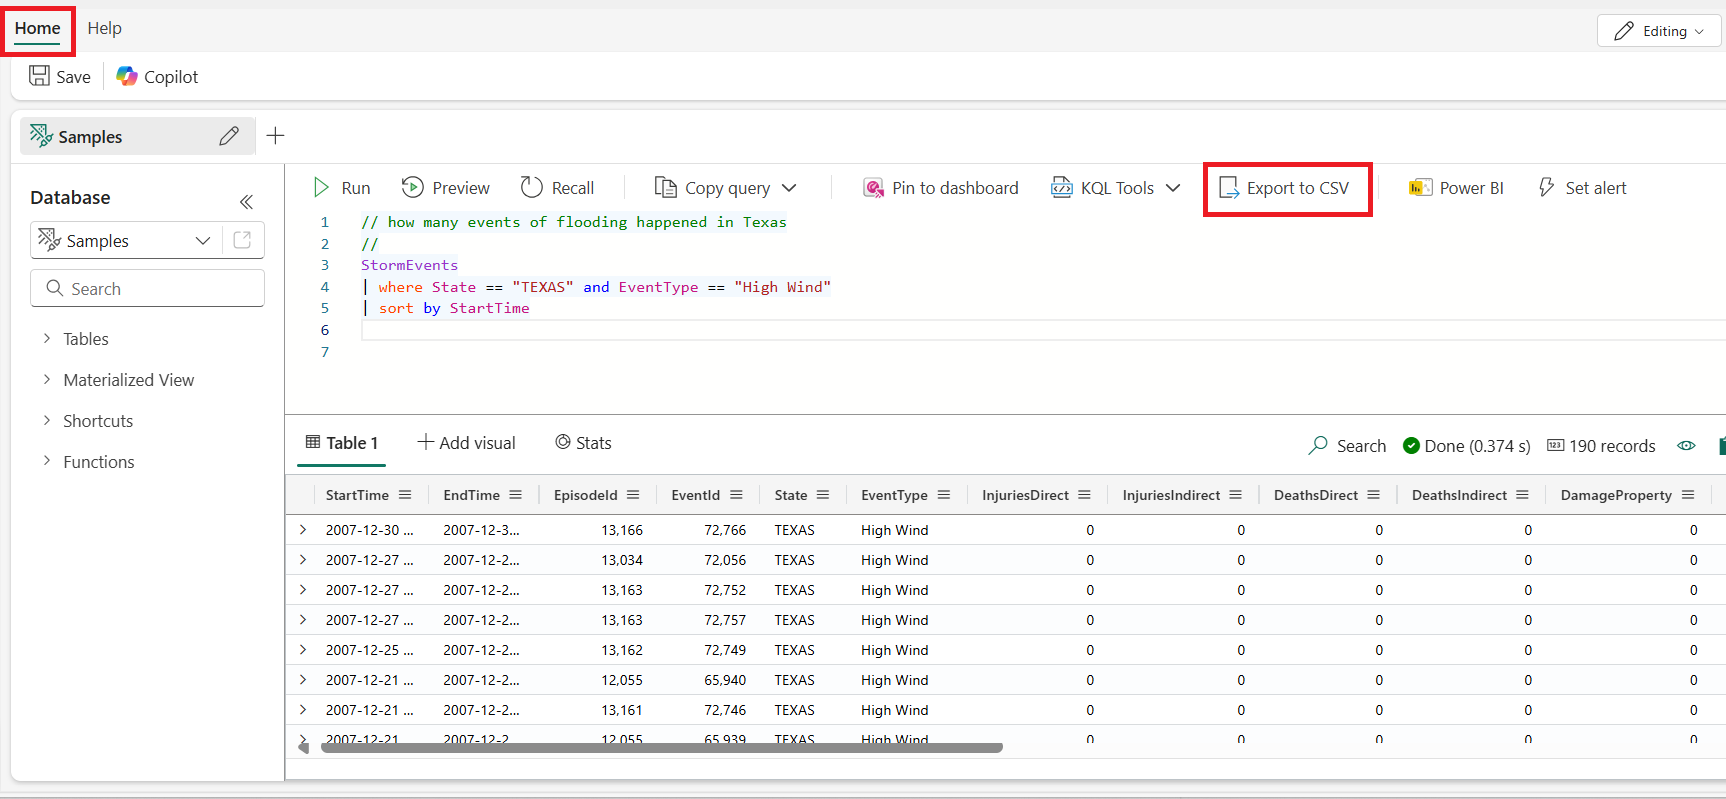 Home Help
Editing
Save Copilot
Samples
Database
Samples
Search
Tables
Materialized View
Shortcuts
Functions
Run Preview Recall Copy query Pin to dashboard KQL Tools Export to CSV Power BI Set alert
1 // how many events of flooding happened in Texas
2 //
3 StormEvents
4 | where State == "TEXAS" and EventType == "High Wind"
5 | sort by StartTime
6
7
Table 1 Add visual Stats Search Done (0.374 s) 123 190 records
StartTime EndTime EpisodeId EventId State EventType InjuriesDirect InjuriesIndirect DeathsDirect DeathsIndirect DamageProperty
2007-12-30 ... 2007-12-3... 13,166 72,766 TEXAS High Wind 0 0 0 0 0
2007-12-27 ... 2007-12-2... 13,034 72,056 TEXAS High Wind 0 0 0 0 0
2007-12-27 ... 2007-12-2... 13,163 72,752 TEXAS High Wind 0 0 0 0 0
2007-12-27 ... 2007-12-2... 13,163 72,757 TEXAS High Wind 0 0 0 0 0
2007-12-25 ... 2007-12-2... 13,162 72,749 TEXAS High Wind 0 0 0 0 0
2007-12-21 ... 2007-12-2... 12,055 65,940 TEXAS High Wind 0 0 0 0 0
2007-12-21 ... 2007-12-2... 13,161 72,746 TEXAS High Wind 0 0 0 0 0
2007-12-21 2007-12-2 12,055 65,939 TEXAS High Wind 0 0 0 0 0